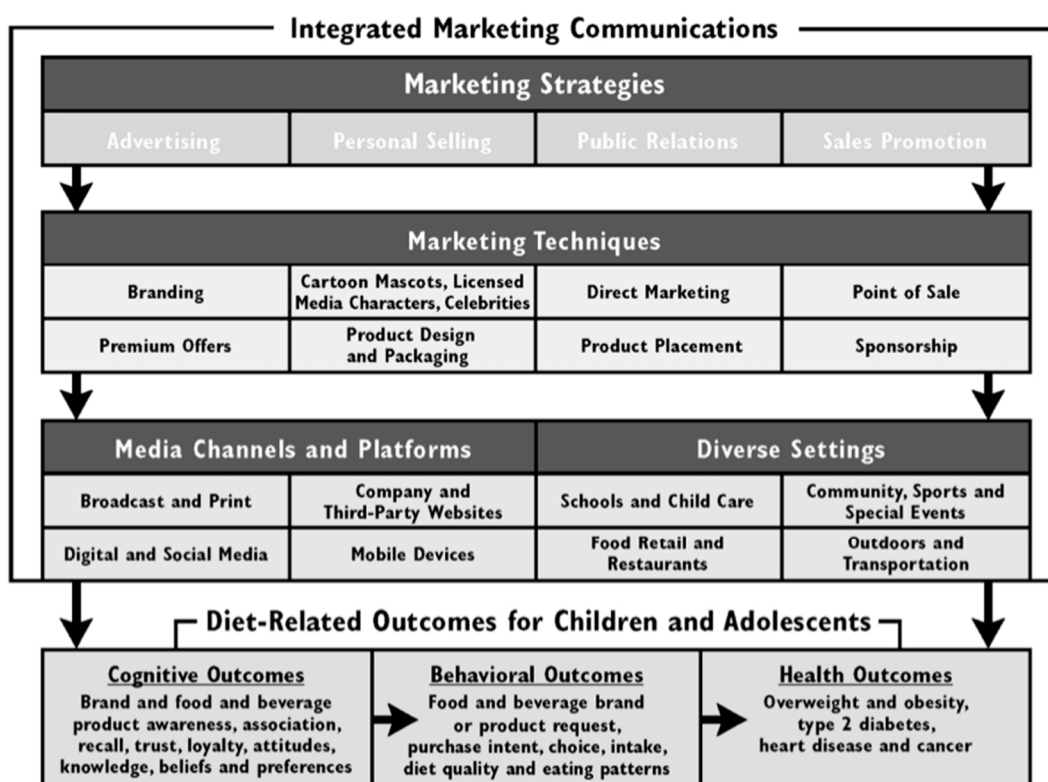 Integrated Marketing Communications
Marketing Strategies
Advertising
Personal Selling
Public Relations
Sales Promotion
Marketing Techniques
Branding
Cartoon Mascots, Licensed
Media Characters, Celebrities
Direct Marketing
Point of Sale
Premium Offers
Product Design
and Packaging
Product Placement
Sponsorship
Media Channels and Platforms
Diverse Settings
Broadcast and Print
Company and
Third-Party Websites
Schools and Child Care
Community, Sports and
Special Events
Digital and Social Media
Mobile Devices
Food Retail and
Restaurants
Outdoors and
Transportation
Diet-Related Outcomes for Children and Adolescents
Cognitive Outcomes
Brand and food and beverage
product awareness, association,
recall, trust, loyalty, attitudes,
knowledge, beliefs and preferences
Behavioral Outcomes
Food and beverage brand
or product request,
purchase intent, choice, intake,
diet quality and eating patterns
Health Outcomes
Overweight and obesity,
type 2 diabetes,
heart disease and cancer